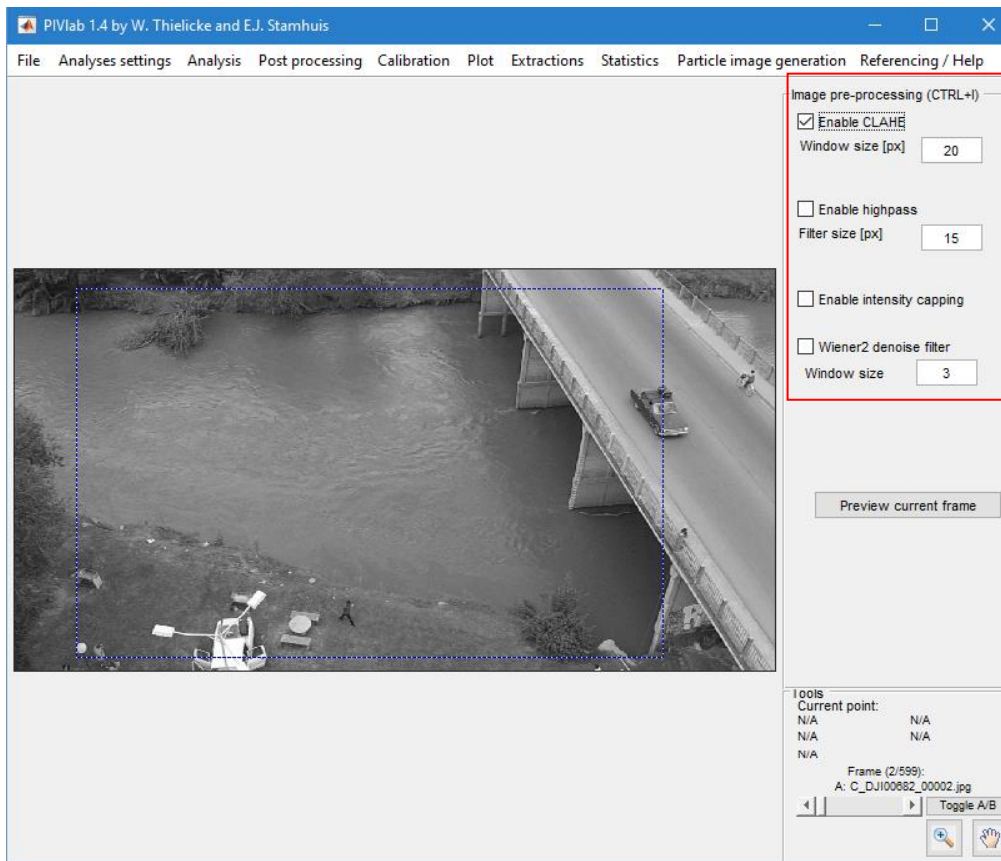 PIVlab 1.4 by W. Thielicke and E.J. Stamhuis
File Analyses settings Analysis Post processing Calibration Plot Extractions Statistics Particle image generation Referencing / Help
Image pre-processing (CTRL+I)
Enable CLAHE
Window size [px] 20
Enable highpass
Filter size [px] 15
Enable intensity capping
Wiener2 denoise filter
Window size 3
Preview current frame
Tools
Current point:
N/A N/A
N/A N/A
N/A
Frame (2/599):
A: C_DJI00682_00002.jpg
Toggle A/B